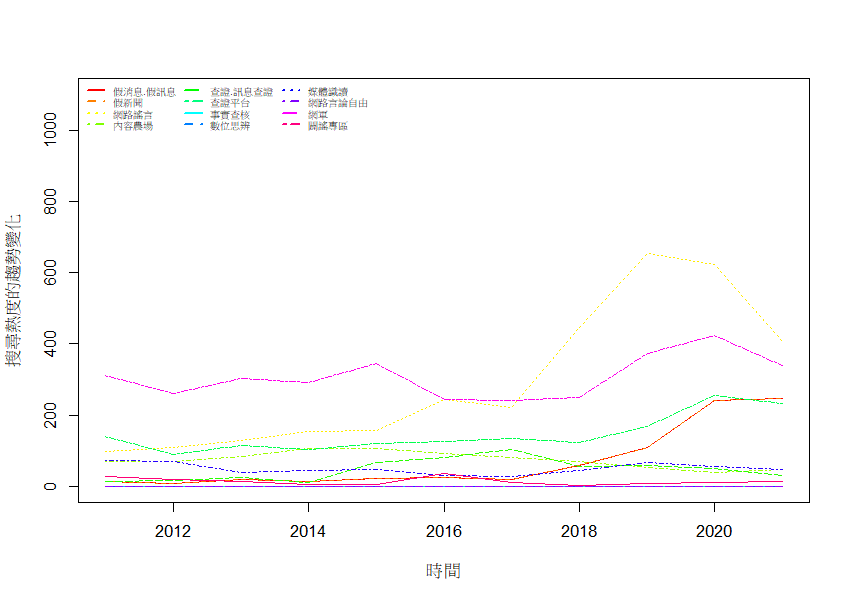 假消息.假訊息
查證.訊息查證
媒體識讀
假新聞
查證平台
網路言論自由
網路謠言
事實查核
網軍
內容農場
數位思辨
闢謠專區
1000
800
600
400
200
0
搜尋熱度的趨勢變化
2012
2014
2016
2018
2020
時間